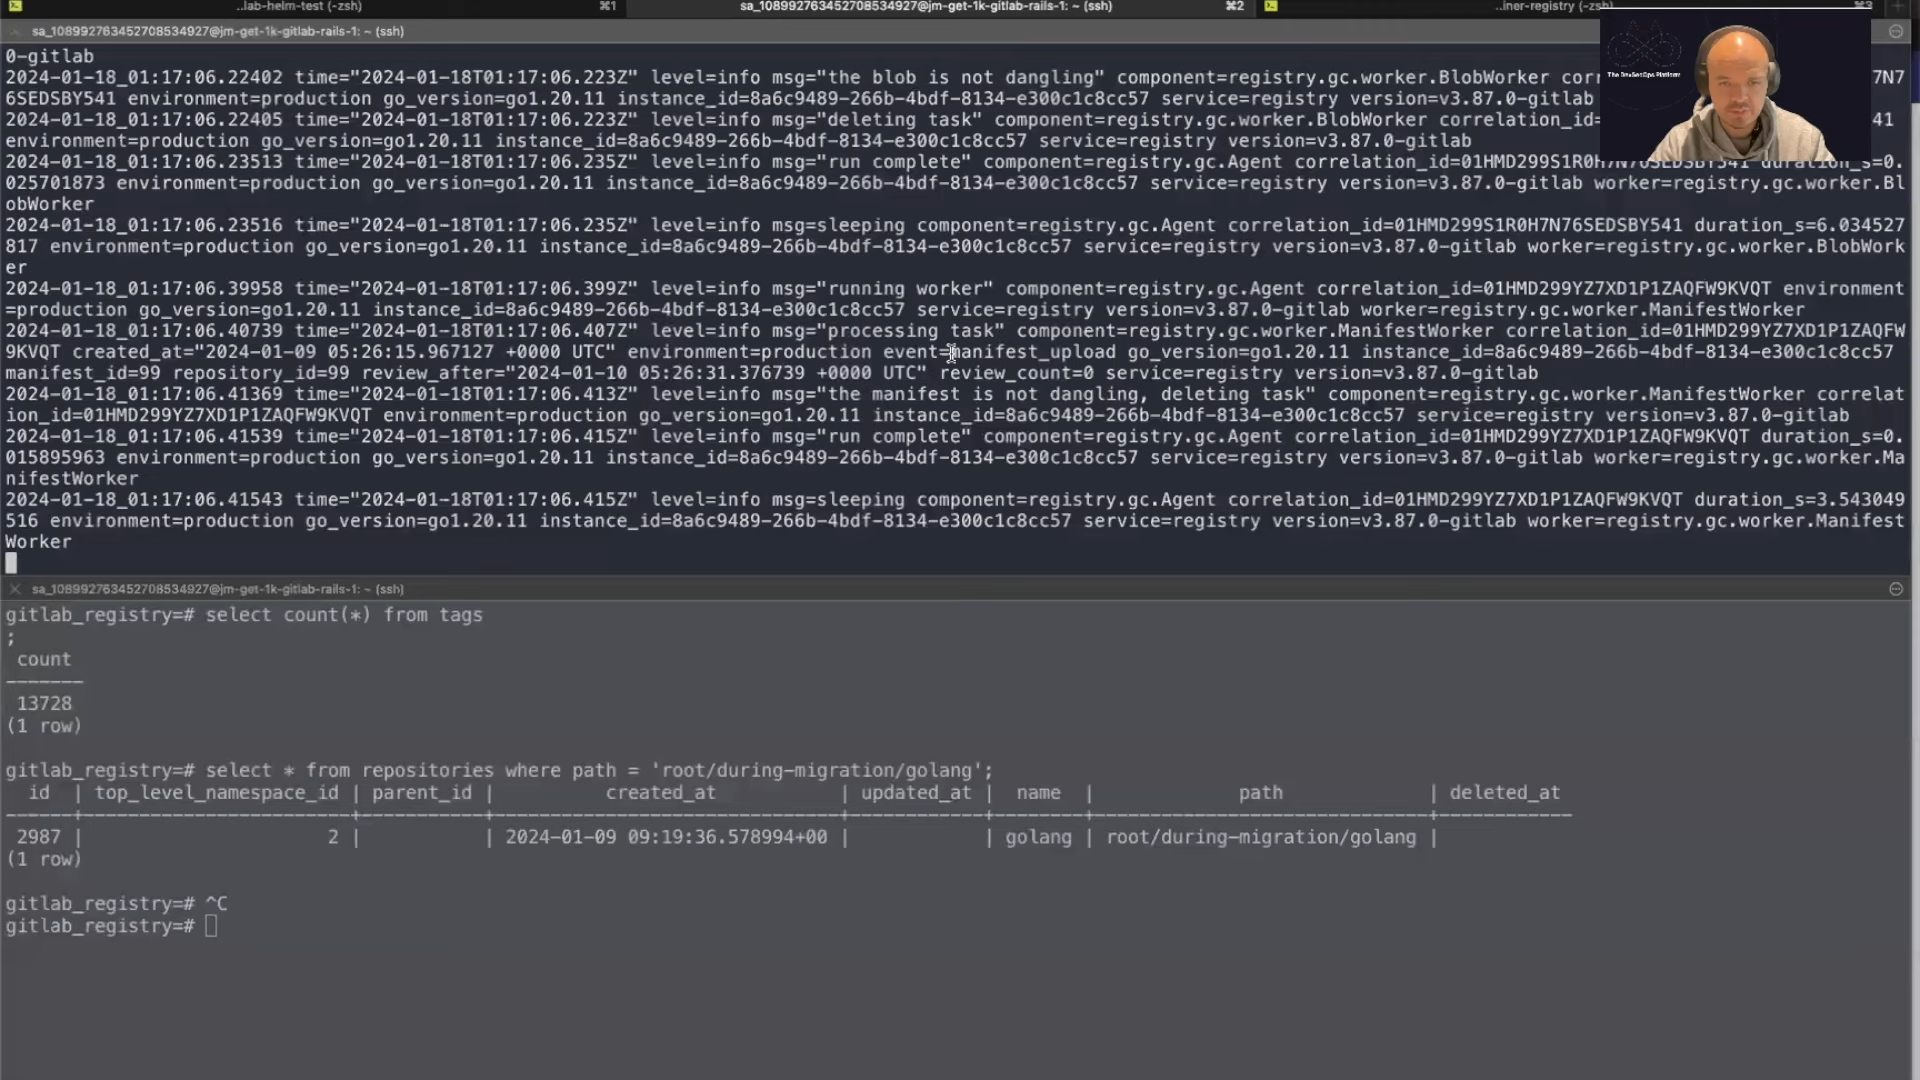 ..lab-helm-test (-zsh) ⌘1 sa_108992763452708534927@jm-get-1k-gitlab-rails-1: ~ (ssh) ⌘2 ..iner-registry (-zsh) ⌘3
sa_108992763452708534927@jm-get-1k-gitlab-rails-1: ~ (ssh)
The DevSecOps Platform
0-gitlab
2024-01-18_01:17:06.22402 time="2024-01-18T01:17:06.223Z" level=info msg="the blob is not dangling" component=registry.gc.worker.BlobWorker cor 7N7
6SEDSBY541 environment=production go_version=go1.20.11 instance_id=8a6c9489-266b-4bdf-8134-e300c1c8cc57 service=registry version=v3.87.0-gitlab
2024-01-18_01:17:06.22405 time="2024-01-18T01:17:06.223Z" level=info msg="deleting task" component=registry.gc.worker.BlobWorker correlation_id= 41
environment=production go_version=go1.20.11 instance_id=8a6c9489-266b-4bdf-8134-e300c1c8cc57 service=registry version=v3.87.0-gitlab
2024-01-18_01:17:06.23513 time="2024-01-18T01:17:06.235Z" level=info msg="run complete" component=registry.gc.Agent correlation_id=01HMD299S1R0H7N76SEDSBY541 duration_s=0.
025701873 environment=production go_version=go1.20.11 instance_id=8a6c9489-266b-4bdf-8134-e300c1c8cc57 service=registry version=v3.87.0-gitlab worker=registry.gc.worker.Bl
obWorker
2024-01-18_01:17:06.23516 time="2024-01-18T01:17:06.235Z" level=info msg=sleeping component=registry.gc.Agent correlation_id=01HMD299S1R0H7N76SEDSBY541 duration_s=6.034527
817 environment=production go_version=go1.20.11 instance_id=8a6c9489-266b-4bdf-8134-e300c1c8cc57 service=registry version=v3.87.0-gitlab worker=registry.gc.worker.BlobWork
er
2024-01-18_01:17:06.39958 time="2024-01-18T01:17:06.399Z" level=info msg="running worker" component=registry.gc.Agent correlation_id=01HMD299YZ7XD1P1ZAQFW9KVQT environment
=production go_version=go1.20.11 instance_id=8a6c9489-266b-4bdf-8134-e300c1c8cc57 service=registry version=v3.87.0-gitlab worker=registry.gc.worker.ManifestWorker
2024-01-18_01:17:06.40739 time="2024-01-18T01:17:06.407Z" level=info msg="processing task" component=registry.gc.worker.ManifestWorker correlation_id=01HMD299YZ7XD1P1ZAQFW
9KVQT created_at="2024-01-09 05:26:15.967127 +0000 UTC" environment=production event=manifest_upload go_version=go1.20.11 instance_id=8a6c9489-266b-4bdf-8134-e300c1c8cc57
manifest_id=99 repository_id=99 review_after="2024-01-10 05:26:31.376739 +0000 UTC" review_count=0 service=registry version=v3.87.0-gitlab
2024-01-18_01:17:06.41369 time="2024-01-18T01:17:06.413Z" level=info msg="the manifest is not dangling, deleting task" component=registry.gc.worker.ManifestWorker correlat
ion_id=01HMD299YZ7XD1P1ZAQFW9KVQT environment=production go_version=go1.20.11 instance_id=8a6c9489-266b-4bdf-8134-e300c1c8cc57 service=registry version=v3.87.0-gitlab
2024-01-18_01:17:06.41539 time="2024-01-18T01:17:06.415Z" level=info msg="run complete" component=registry.gc.Agent correlation_id=01HMD299YZ7XD1P1ZAQFW9KVQT duration_s=0.
015895963 environment=production go_version=go1.20.11 instance_id=8a6c9489-266b-4bdf-8134-e300c1c8cc57 service=registry version=v3.87.0-gitlab worker=registry.gc.worker.Ma
nifestWorker
2024-01-18_01:17:06.41543 time="2024-01-18T01:17:06.415Z" level=info msg=sleeping component=registry.gc.Agent correlation_id=01HMD299YZ7XD1P1ZAQFW9KVQT duration_s=3.543049
516 environment=production go_version=go1.20.11 instance_id=8a6c9489-266b-4bdf-8134-e300c1c8cc57 service=registry version=v3.87.0-gitlab worker=registry.gc.worker.Manifest
Worker
sa_108992763452708534927@jm-get-1k-gitlab-rails-1: ~ (ssh)
gitlab_registry=# select count(*) from tags
;
count
-------
13728
(1 row)
gitlab_registry=# select * from repositories where path = 'root/during-migration/golang';
id | top_level_namespace_id | parent_id | created_at | updated_at | name | path | deleted_at
------+------------------------+-----------+-------------------------------+------------+--------+------------------------------+------------
2987 | 2 | | 2024-01-09 09:19:36.578994+00 | | golang | root/during-migration/golang |
(1 row)
gitlab_registry=# ^C
gitlab_registry=#